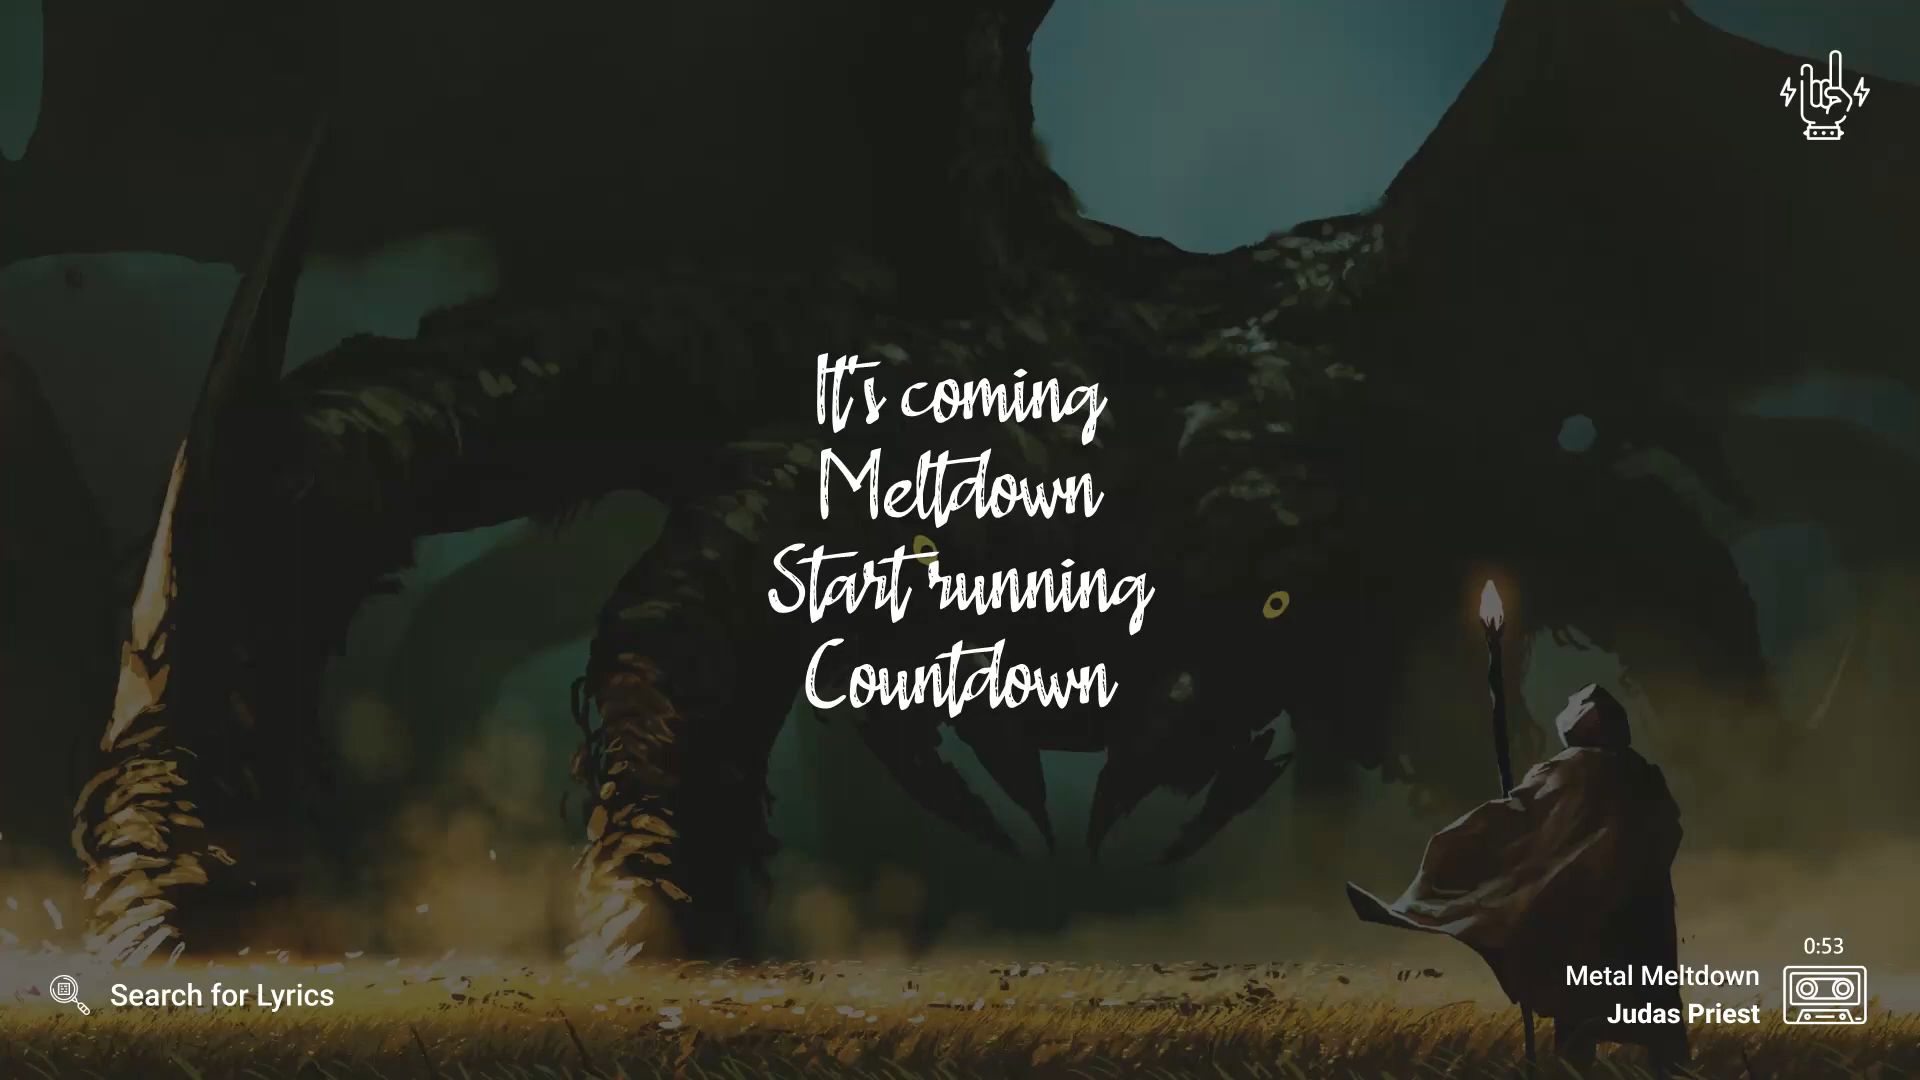 It's coming
Meltdown
Start running
Countdown
0:53
Search for Lyrics
Metal Meltdown
Judas Priest